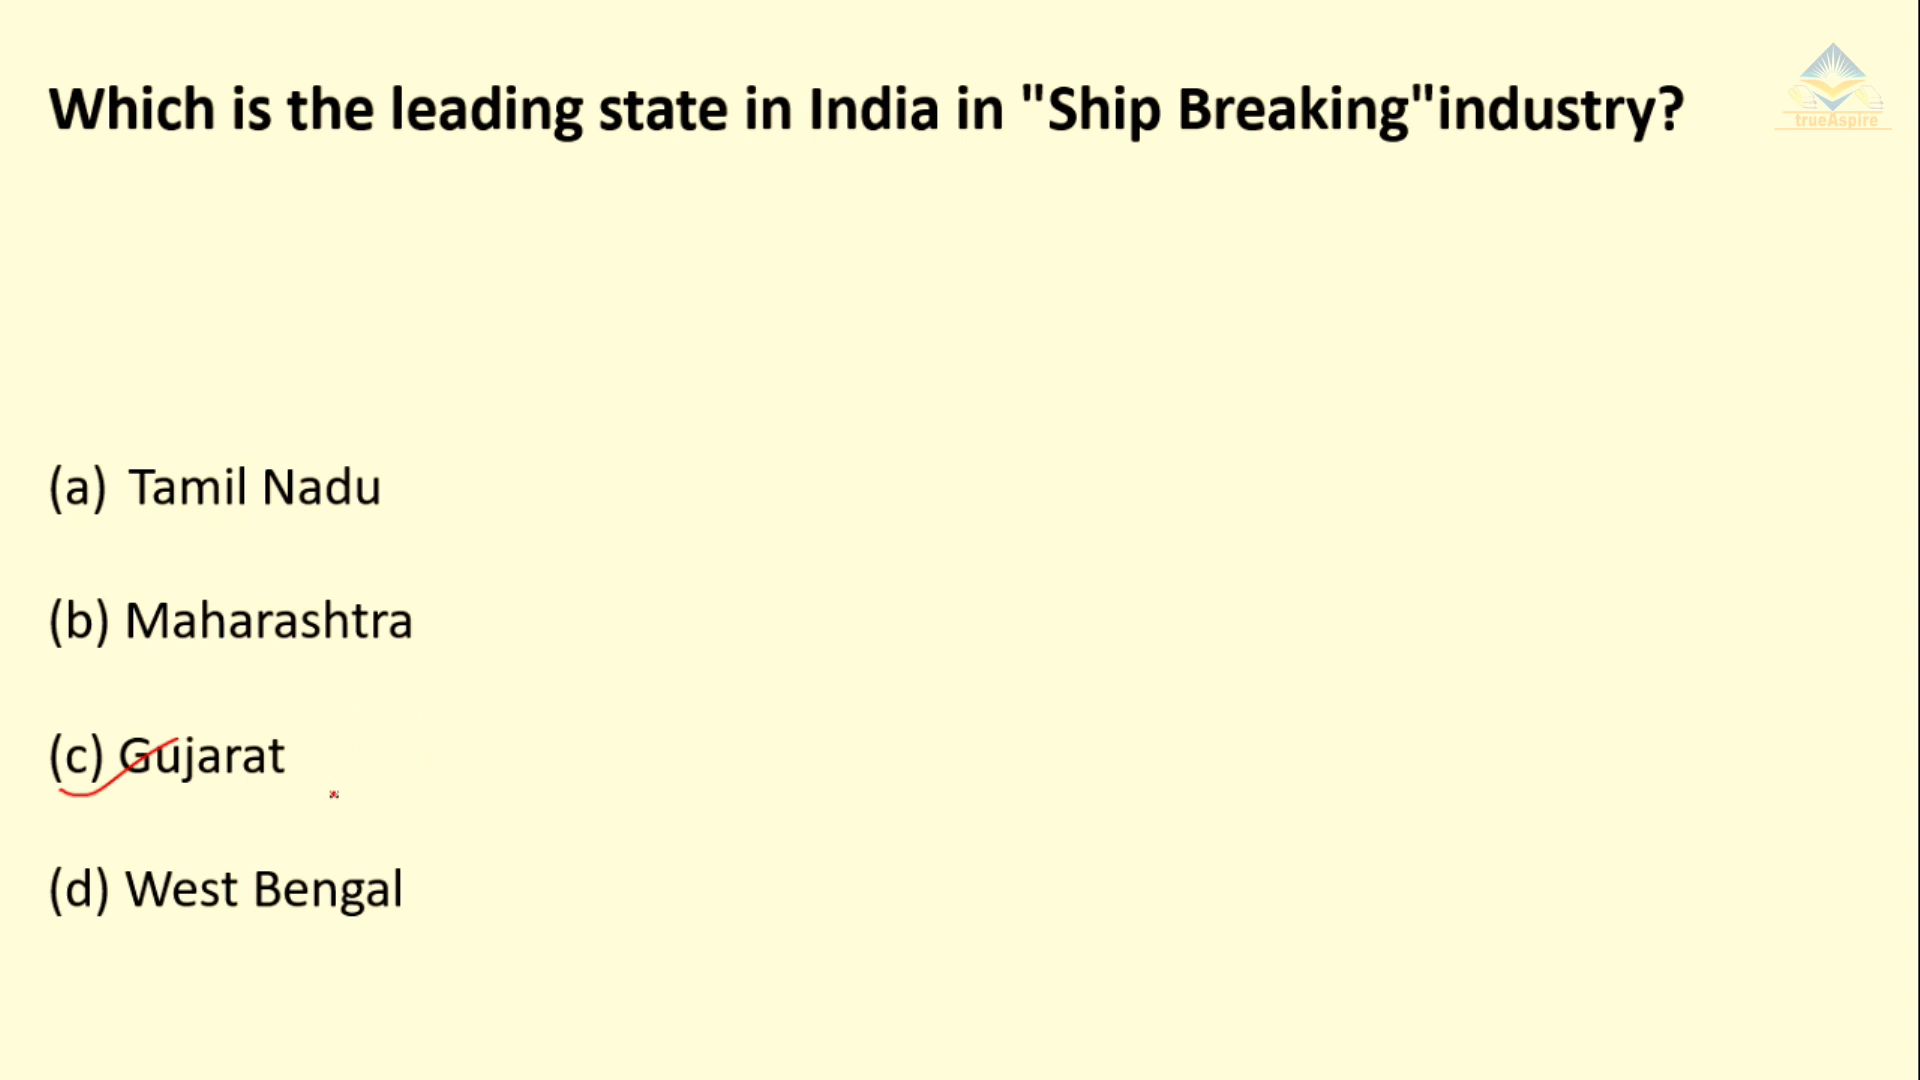 Which is the leading state in India in "Ship Breaking"industry?
trueAspire
(a) Tamil Nadu
(b) Maharashtra
(c) Gujarat
(d) West Bengal